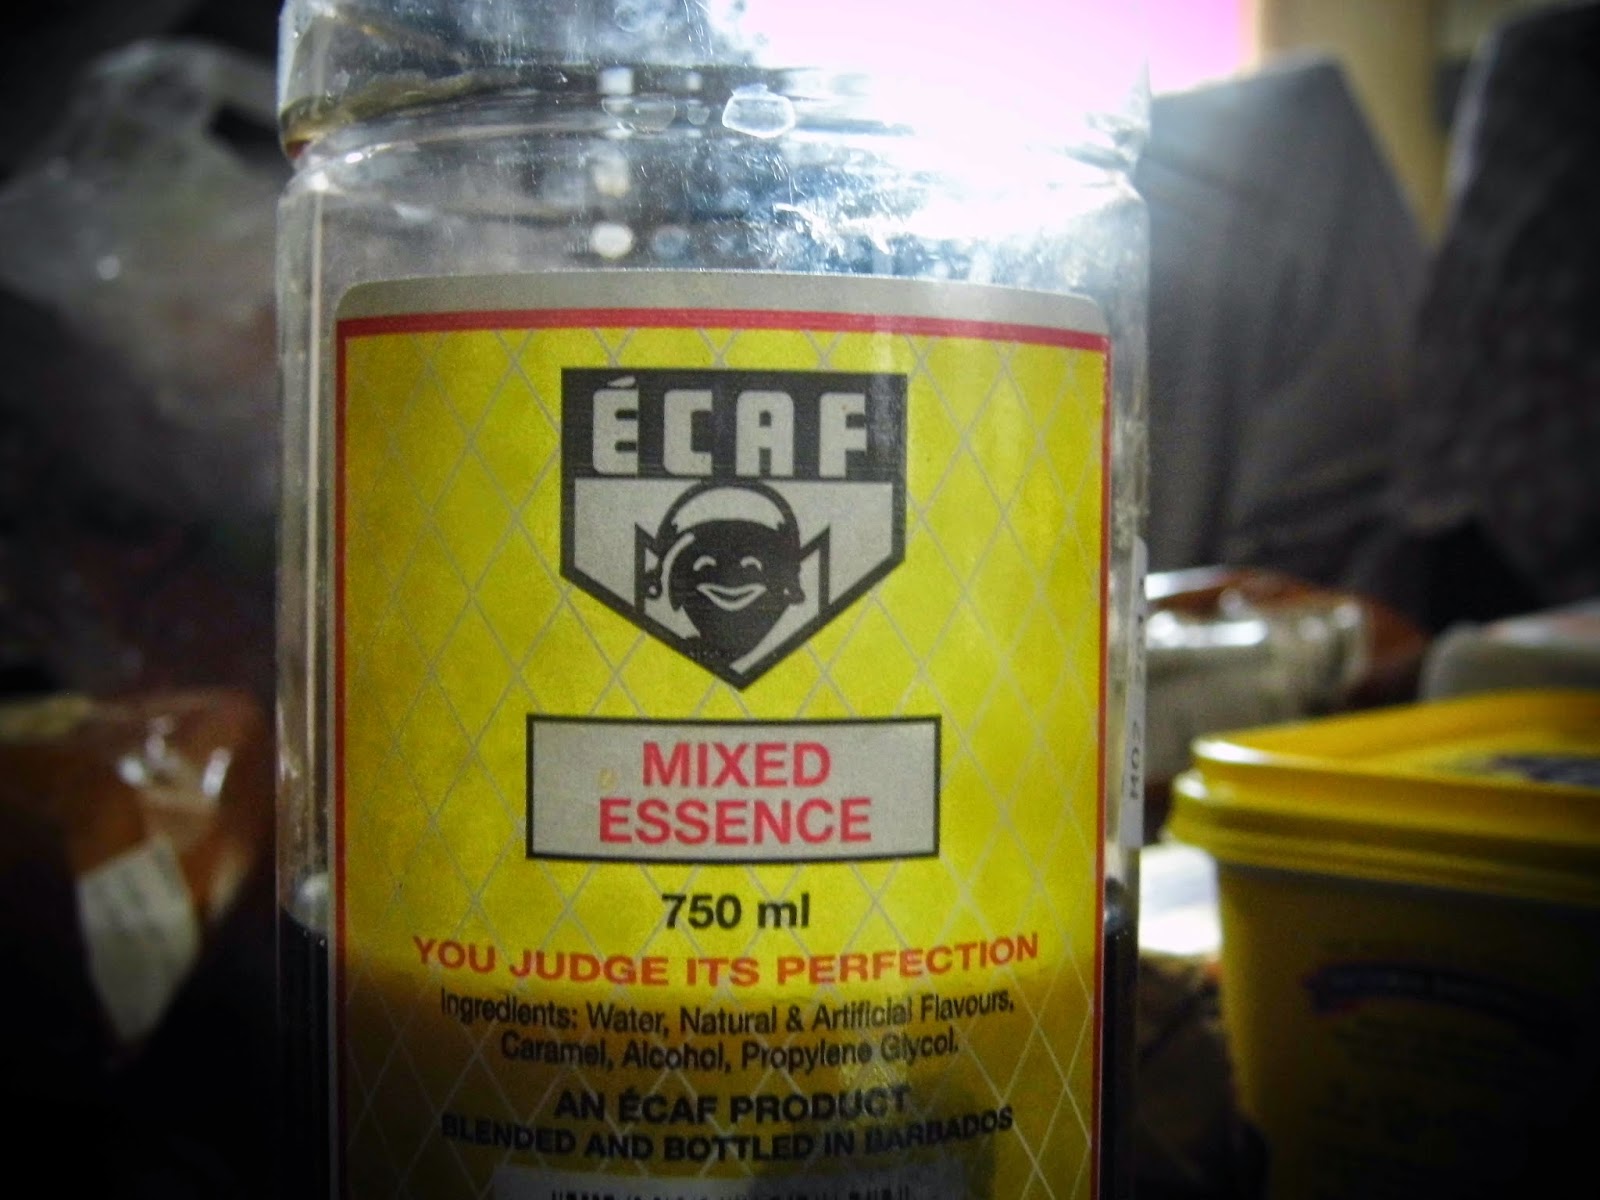 ÉCAF
MIXED
ESSENCE
750 ml
YOU JUDGE ITS PERFECTION
Ingredients: Water, Natural & Artificial Flavours,
Caramel, Alcohol, Propylene Glycol.
AN ÉCAF PRODUCT
BLENDED AND BOTTLED IN BARBADOS